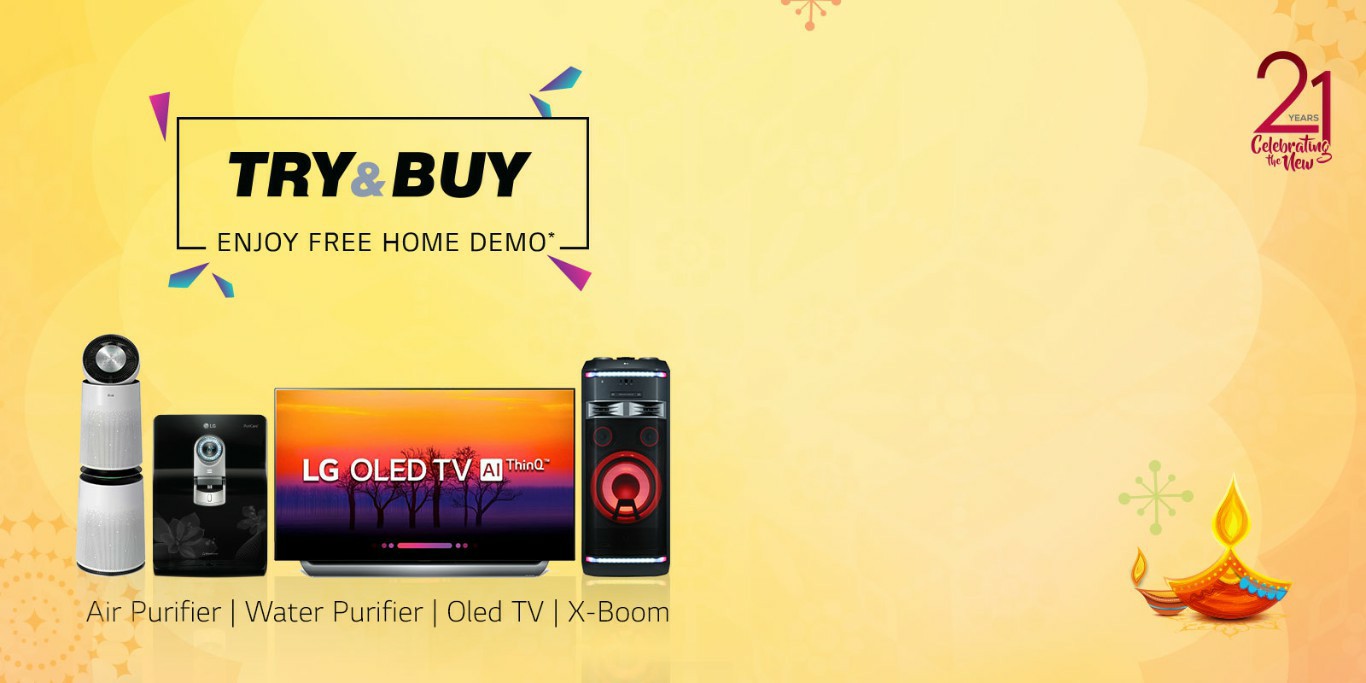 TRY & BUY
ENJOY FREE HOME DEMO*
21
YEARS
Celebrating
the New
LG
LG OLED TV AI ThinQ™
Air Purifier | Water Purifier | Oled TV | X-Boom